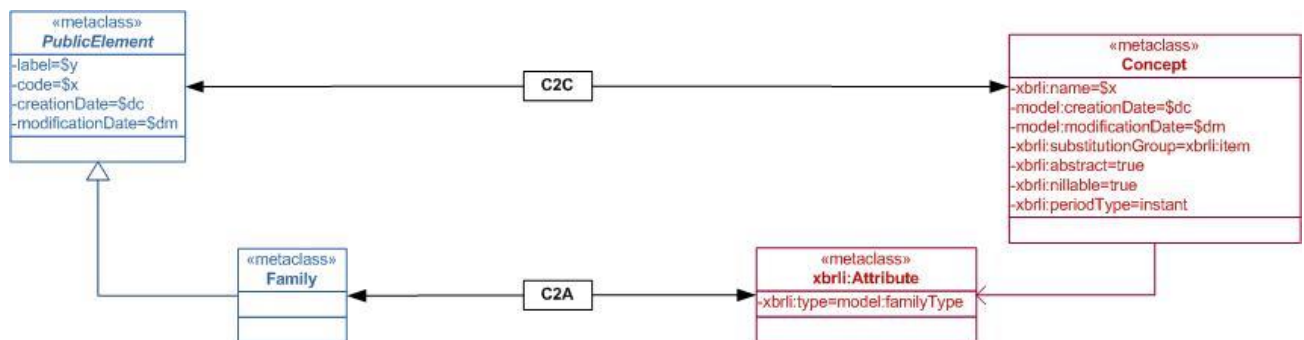 «metaclass»
PublicElement
-label=$y
-code=$x
-creationDate=$dc
-modificationDate=$dm
C2C
«metaclass»
Concept
-xbrli:name=$x
-model:creationDate=$dc
-model:modificationDate=$dm
-xbrli:substitutionGroup=xbrli:item
-xbrli:abstract=true
-xbrli:nillable=true
-xbrli:periodType=instant
«metaclass»
Family
C2A
«metaclass»
xbrli:Attribute
-xbrli:type=model:familyType